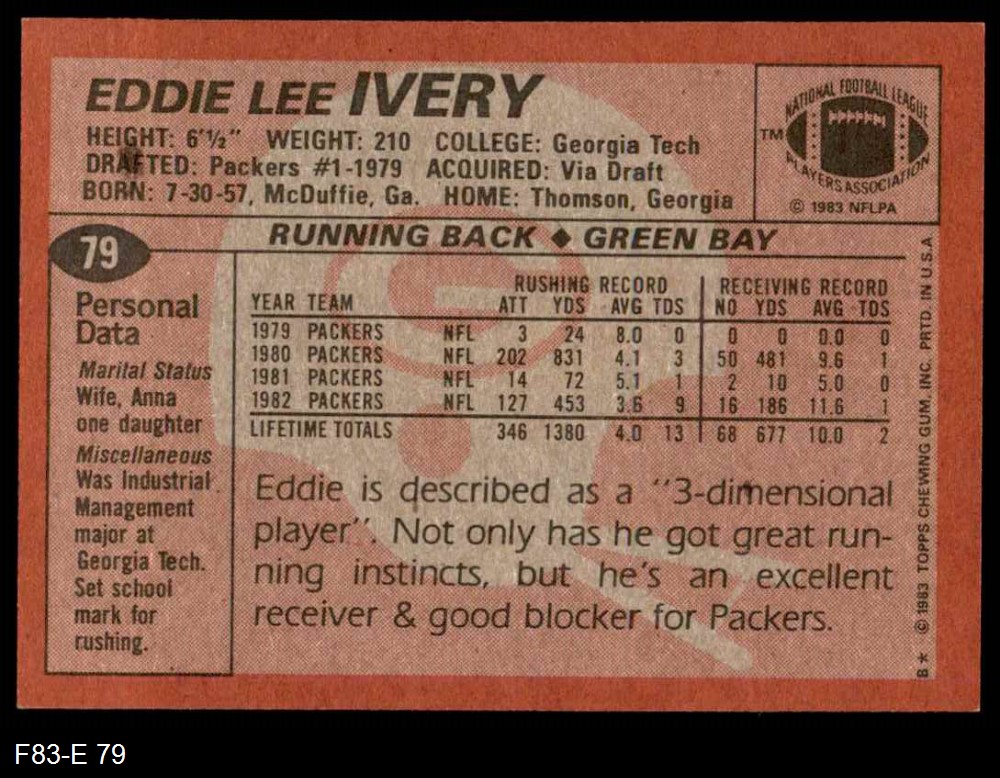 EDDIE LEE IVERY
HEIGHT: 6'½" WEIGHT: 210 COLLEGE: Georgia Tech
DRAFTED: Packers #1-1979 ACQUIRED: Via Draft
BORN: 7-30-57, McDuffie, Ga. HOME: Thomson, Georgia
NATIONAL FOOTBALL LEAGUE
TM
PLAYERS ASSOCIATION
© 1983 NFLPA
79
RUNNING BACK ◆ GREEN BAY
Personal
Data
Marital Status
Wife, Anna
one daughter
Miscellaneous
Was Industrial
Management
major at
Georgia Tech.
Set school
mark for
rushing.
RUSHING RECORD RECEIVING RECORD
YEAR TEAM ATT YDS AVG TDS NO YDS AVG TDS
1979 PACKERS NFL 3 24 8.0 0 0 0 0.0 0
1980 PACKERS NFL 202 831 4.1 3 50 481 9.6 1
1981 PACKERS NFL 14 72 5.1 1 2 10 5.0 0
1982 PACKERS NFL 127 453 3.6 9 16 186 11.6 1
LIFETIME TOTALS 346 1380 4.0 13 68 677 10.0 2
Eddie is described as a "3-dimensional
player". Not only has he got great run-
ning instincts, but he's an excellent
receiver & good blocker for Packers.
B* © 1983 TOPPS CHEWING GUM, INC. PRTD. IN U.S.A
F83-E 79